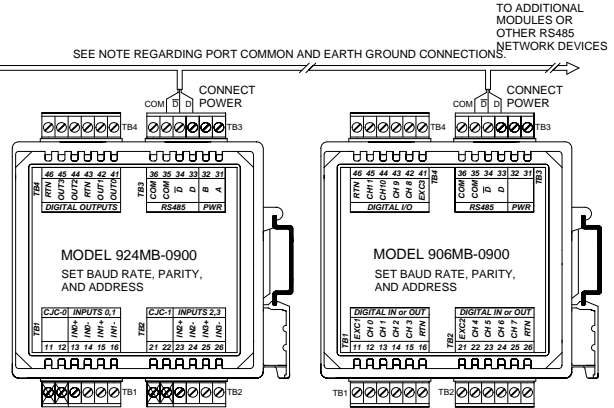 TO ADDITIONAL
MODULES OR
OTHER RS485
NETWORK DEVICES
SEE NOTE REGARDING PORT COMMON AND EARTH GROUND CONNECTIONS.
CONNECT
POWER
COM D D
TB4
TB3
46 45 44 43 42 41
RTN OUT3 OUT2 RTN OUT1 OUT0
TB4
DIGITAL OUTPUTS
36 35 34 33 32 31
COM COM D D B A
TB3
RS485 PWR
MODEL 924MB-0900
SET BAUD RATE, PARITY,
AND ADDRESS
CJC-0 INPUTS 0,1
TB1
IN0+ IN0- IN1+ IN1-
11 12 13 14 15 16
CJC-1 INPUTS 2,3
TB2
IN2+ IN2- IN3+ IN3-
21 22 23 24 25 26
TB1
TB2
CONNECT
POWER
COM D D
TB4
TB3
46 45 44 43 42 41
RTN CH11 CH10 CH 9 CH 8 EXC3
TB4
DIGITAL I/O
36 35 34 33 32 31
COM COM D D
TB3
RS485 PWR
MODEL 906MB-0900
SET BAUD RATE, PARITY,
AND ADDRESS
DIGITAL IN or OUT
TB1
EXC1 CH 0 CH 1 CH 2 CH 3 RTN
11 12 13 14 15 16
DIGITAL IN or OUT
TB2
EXC2 CH 4 CH 5 CH 6 CH 7 RTN
21 22 23 24 25 26
TB1
TB2